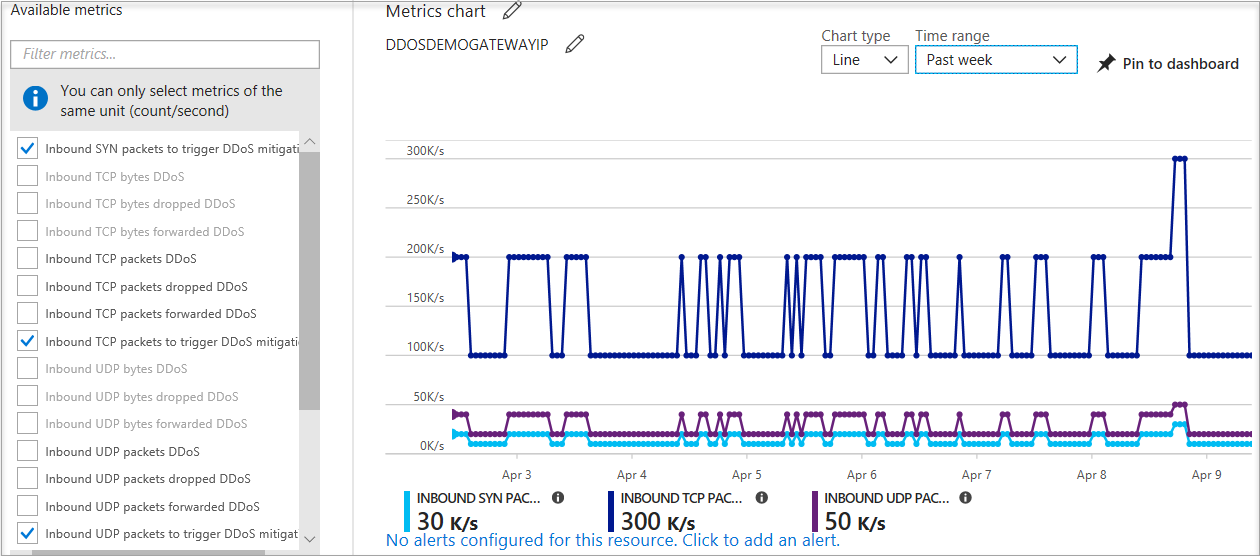 Available metrics
Filter metrics...
You can only select metrics of the
same unit (count/second)
Inbound SYN packets to trigger DDoS mitigati
Inbound TCP bytes DDoS
Inbound TCP bytes dropped DDoS
Inbound TCP bytes forwarded DDoS
Inbound TCP packets DDoS
Inbound TCP packets dropped DDoS
Inbound TCP packets forwarded DDoS
Inbound TCP packets to trigger DDoS mitigati
Inbound UDP bytes DDoS
Inbound UDP bytes dropped DDoS
Inbound UDP bytes forwarded DDoS
Inbound UDP packets DDoS
Inbound UDP packets dropped DDoS
Inbound UDP packets forwarded DDoS
Inbound UDP packets to trigger DDoS mitigat
Metrics chart
DDOSDEMOGATEWAYIP
Chart type
Line
Time range
Past week
Pin to dashboard
300K/s
250K/s
200K/s
150K/s
100K/s
50K/s
0K/s
Apr 3 Apr 4 Apr 5 Apr 6 Apr 7 Apr 8 Apr 9
INBOUND SYN PAC...
30 K/s
INBOUND TCP PAC...
300 K/s
INBOUND UDP PAC...
50 K/s
No alerts configured for this resource. Click to add an alert.